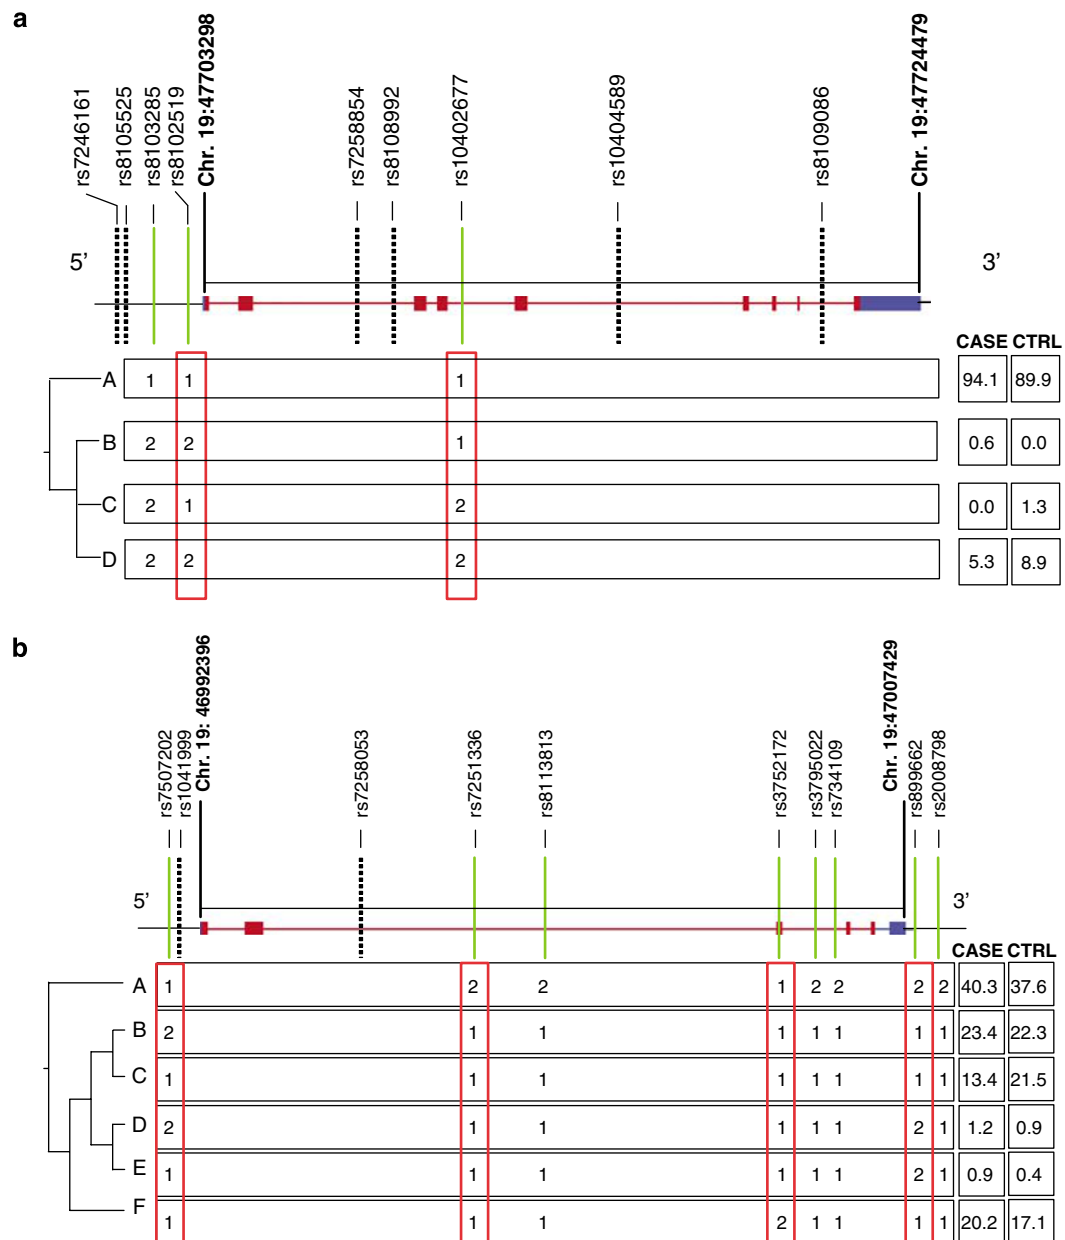 a
rs7246161
rs8105525
rs8103285
rs8102519
Chr. 19:47703298
rs7258854
rs8108992
rs10402677
rs10404589
rs8109086
Chr. 19:47724479
5’
3’
CASE CTRL
A 1 1 1 94.1 89.9
B 2 2 1 0.6 0.0
C 2 1 2 0.0 1.3
D 2 2 2 5.3 8.9
b
rs7507202
rs1041999
Chr. 19: 46992396
rs7258053
rs7251336
rs8113813
rs3752172
rs3795022
rs734109
Chr. 19:47007429
rs899662
rs2008798
5’
3’
CASE CTRL
A 1 2 2 1 2 2 2 2 40.3 37.6
B 2 1 1 1 1 1 1 1 23.4 22.3
C 1 1 1 1 1 1 1 1 13.4 21.5
D 2 1 1 1 1 1 2 1 1.2 0.9
E 1 1 1 1 1 1 2 1 0.9 0.4
F 1 1 1 2 1 1 1 1 20.2 17.1